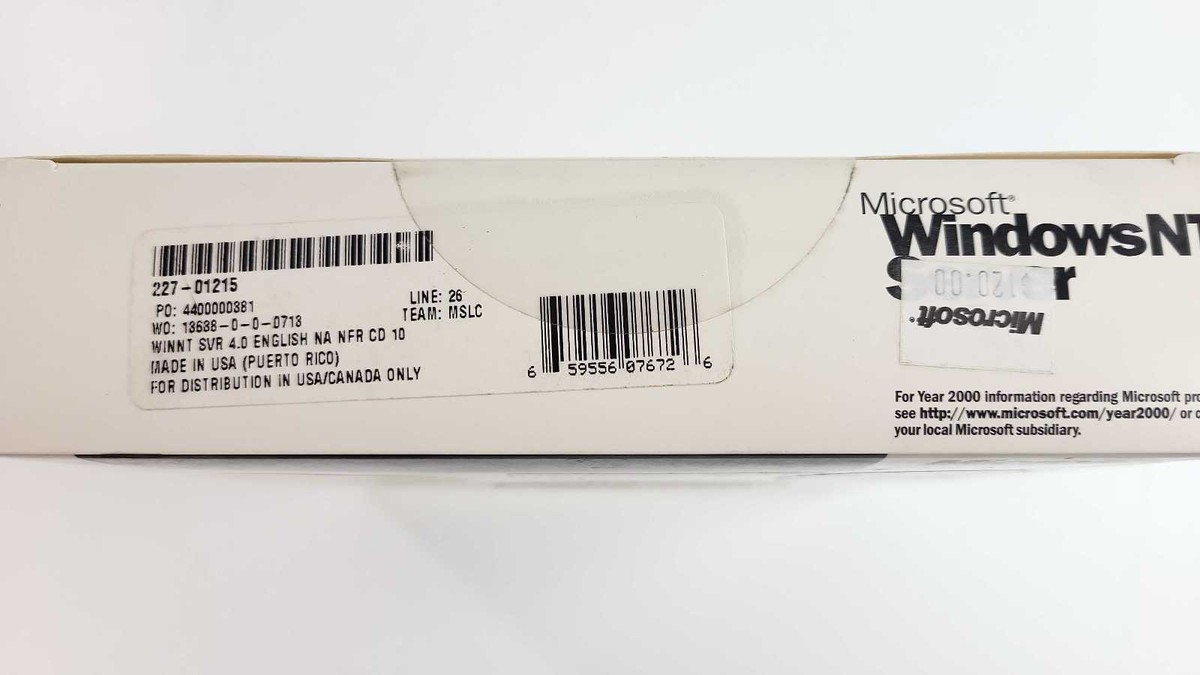 227-01215
PO: 4400000381
LINE: 26
WO: 13688-0-0-0713
TEAM: MSLC
WINNT SVR 4.0 ENGLISH NA NFR CD 10
MADE IN USA (PUERTO RICO)
FOR DISTRIBUTION IN USA/CANADA ONLY
6 59556 07672 6
Microsoft®
Windows NT
$120.00
Microsoft®
For Year 2000 information regarding Microsoft
see http://www.microsoft.com/year2000/ or
your local Microsoft subsidiary.